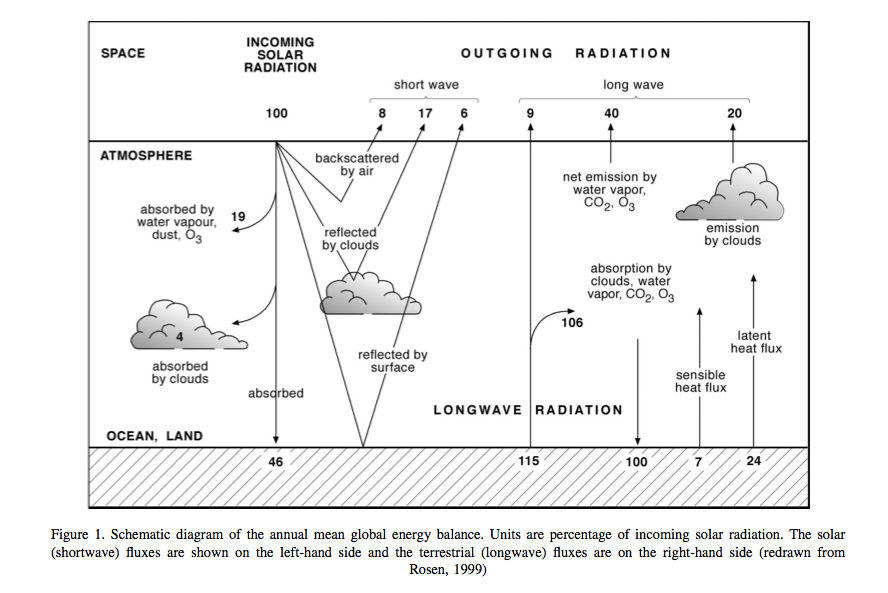 SPACE
INCOMING
SOLAR
RADIATION
OUTGOING RADIATION
short wave
long wave
100
8
17
6
9
40
20
ATMOSPHERE
backscattered
by air
absorbed by
water vapour,
dust, O3
19
reflected
by clouds
4
absorbed
by clouds
absorbed
reflected by
surface
net emission by
water vapor,
CO2, O3
emission
by clouds
absorption by
clouds, water
vapor, CO2, O3
106
latent
heat flux
sensible
heat flux
LONGWAVE RADIATION
OCEAN, LAND
46
115
100
7
24
Figure 1. Schematic diagram of the annual mean global energy balance. Units are percentage of incoming solar radiation. The solar
(shortwave) fluxes are shown on the left-hand side and the terrestrial (longwave) fluxes are on the right-hand side (redrawn from
Rosen, 1999)